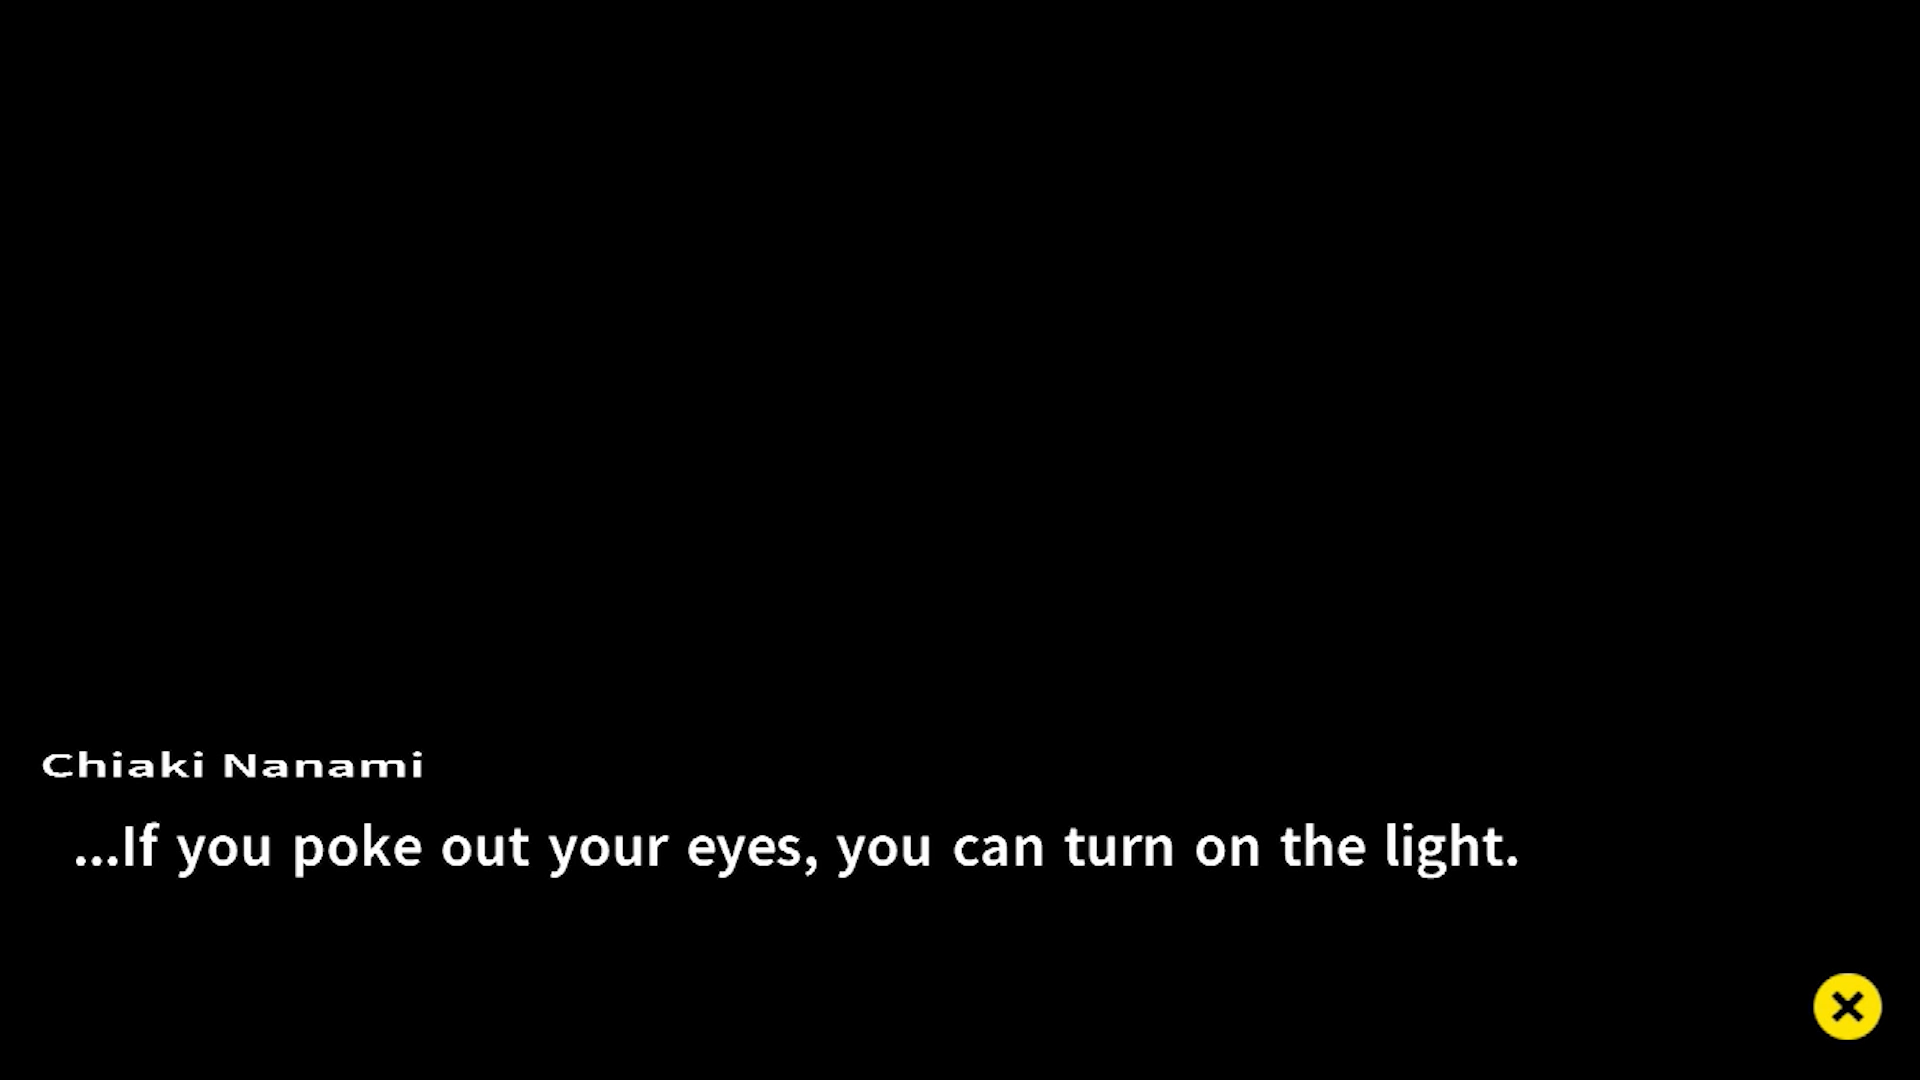 Chiaki Nanami
...If you poke out your eyes, you can turn on the light.